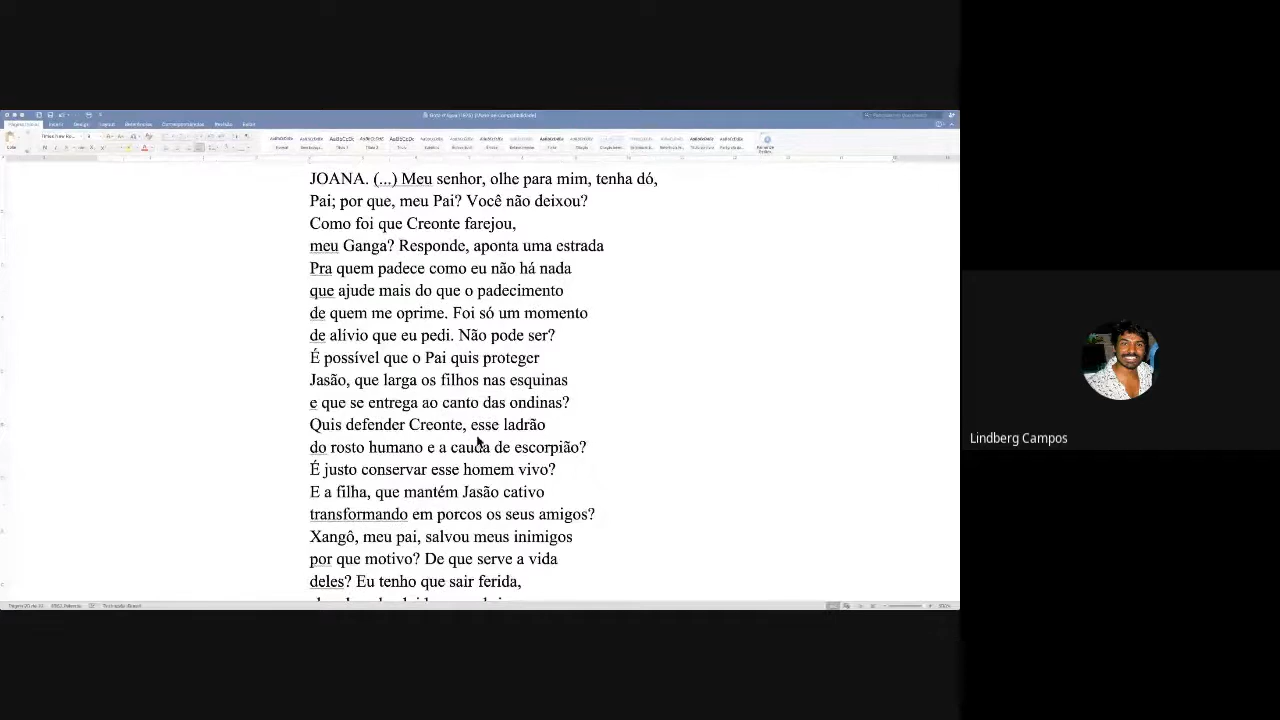 JOANA. (...) Meu senhor, olhe para mim, tenha dó,
Pai; por que, meu Pai? Você não deixou?
Como foi que Creonte farejou,
meu Ganga? Responde, aponta uma estrada
Pra quem padece como eu não há nada
que ajude mais do que o padecimento
de quem me oprime. Foi só um momento
de alívio que eu pedi. Não pode ser?
É possível que o Pai quis proteger
Jasão, que larga os filhos nas esquinas
e que se entrega ao canto das ondinas?
Quis defender Creonte, esse ladrão
do rosto humano e a cauda de escorpião?
É justo conservar esse homem vivo?
E a filha, que mantém Jasão cativo
transformando em porcos os seus amigos?
Xangô, meu pai, salvou meus inimigos
por que motivo? De que serve a vida
deles? Eu tenho que sair ferida,
Lindberg Campos